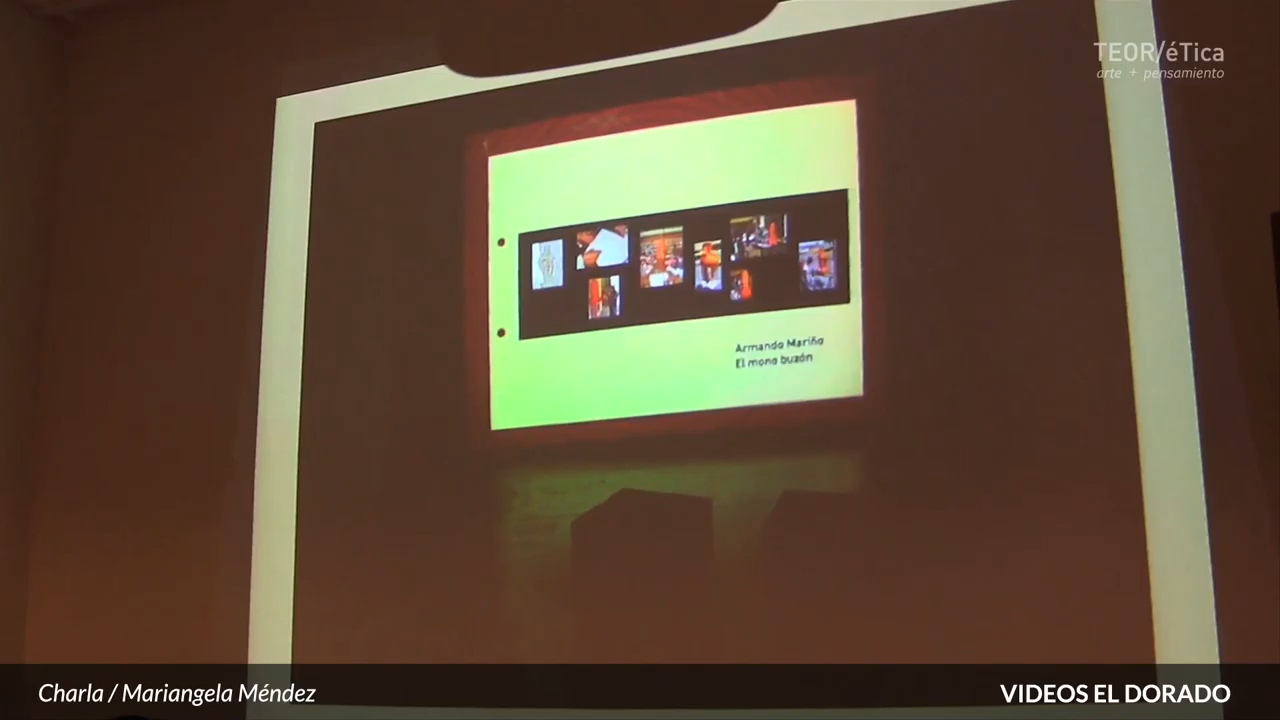 TEOR/éTica
arte + pensamiento
Armando Mariño
El mono buzón
Charla / Mariangela Méndez
VIDEOS EL DORADO